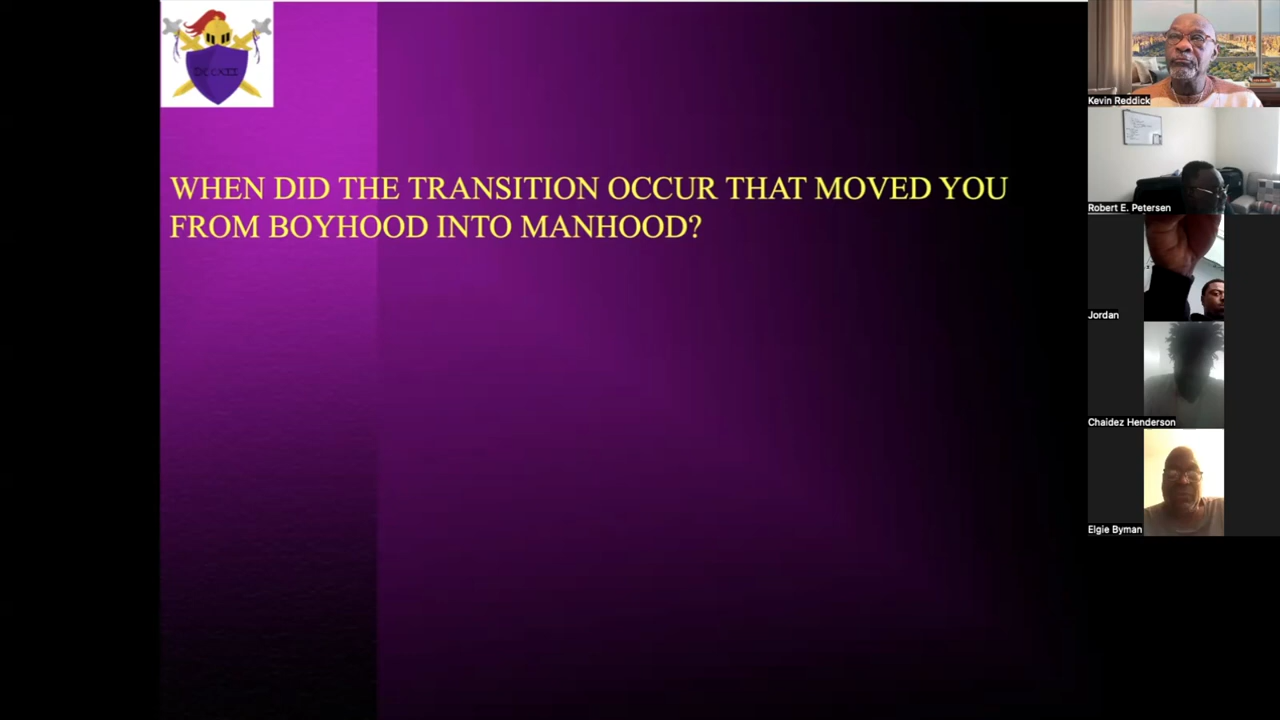 WHEN DID THE TRANSITION OCCUR THAT MOVED YOU
FROM BOYHOOD INTO MANHOOD?
Kevin Reddick
Robert E. Petersen
Jordan
Chaidez Henderson
Elgie Byman